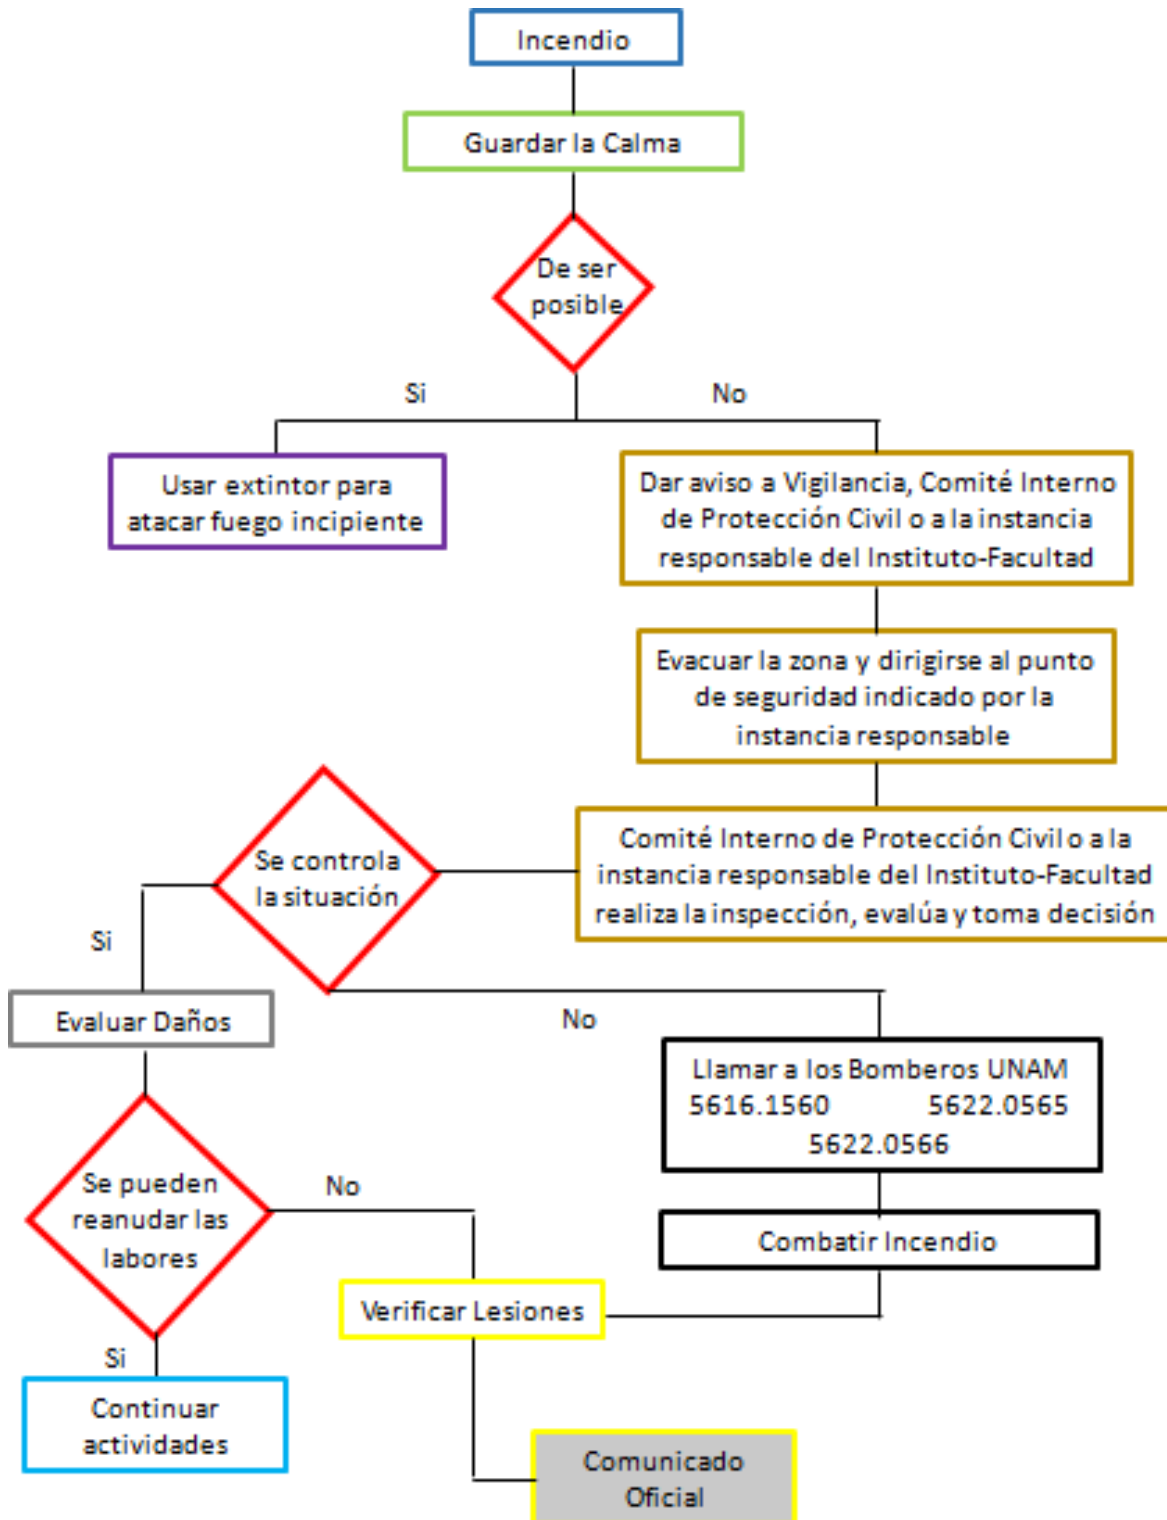 Incendio
Guardar la Calma
De ser
posible
Si
No
Usar extintor para
atacar fuego incipiente
Dar aviso a Vigilancia, Comité Interno
de Protección Civil o a la instancia
responsable del Instituto-Facultad
Evacuar la zona y dirigirse al punto
de seguridad indicado por la
instancia responsable
Comité Interno de Protección Civil o a la
instancia responsable del Instituto-Facultad
realiza la inspección, evalúa y toma decisión
Se controla
la situación
Si
No
Evaluar Daños
Llamar a los Bomberos UNAM
5616.1560 5622.0565
5622.0566
Se pueden
reanudar las
labores
No
Combatir Incendio
Verificar Lesiones
Si
Continuar
actividades
Comunicado
Oficial